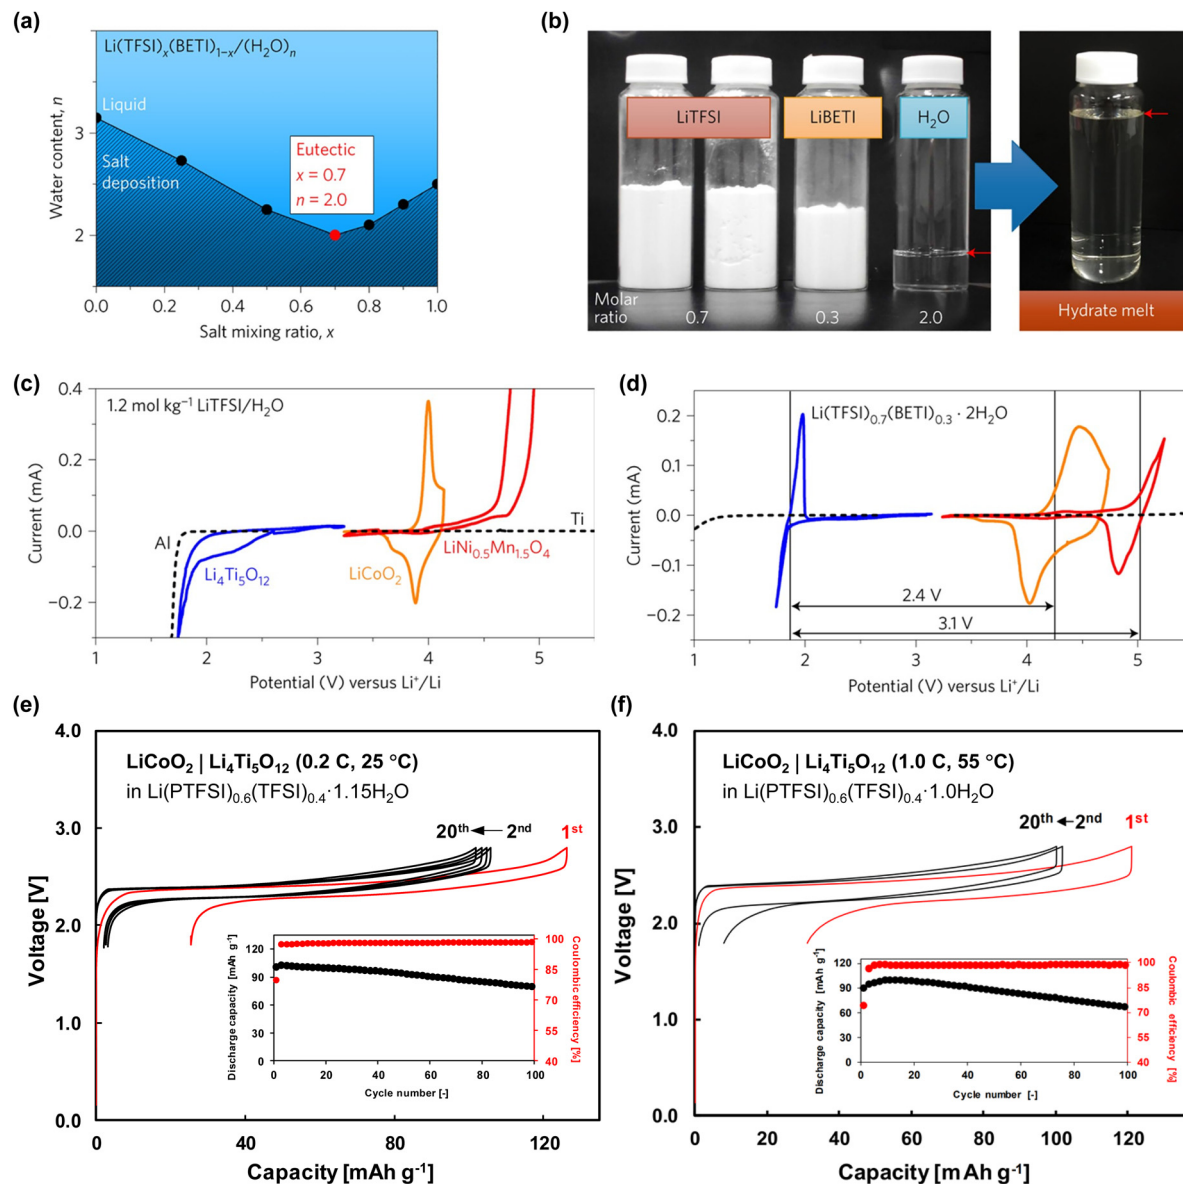 (a)
Li(TFSI)ₓ(BETI)₁₋ₓ/(H₂O)ₙ
Liquid
Salt
deposition
Eutectic
x = 0.7
n = 2.0
3
2
Water content, n
0.0 0.2 0.4 0.6 0.8 1.0
Salt mixing ratio, x
(b)
LiTFSI
LiBETI
H₂O
Molar
ratio
0.7
0.3
2.0
Hydrate melt
(c)
1.2 mol kg⁻¹ LiTFSI/H₂O
0.4
0.2
0.0
−0.2
Current (mA)
Al
Ti
Li₄Ti₅O₁₂
LiCoO₂
LiNi₀.₅Mn₁.₅O₄
1 2 3 4 5
Potential (V) versus Li⁺/Li
(d)
Li(TFSI)₀.₇(BETI)₀.₃ · 2H₂O
0.2
0.1
0.0
−0.1
−0.2
Current (mA)
2.4 V
3.1 V
1 2 3 4 5
Potential (V) versus Li⁺/Li
(e)
LiCoO₂ | Li₄Ti₅O₁₂ (0.2 C, 25 °C)
in Li(PTFSI)₀.₆(TFSI)₀.₄·1.15H₂O
20ᵗʰ 2ⁿᵈ 1ˢᵗ
4.0
3.0
2.0
1.0
0.0
Voltage [V]
120
90
60
30
0
Discharge capacity [mAh g⁻¹]
100
85
70
55
40
Coulombic efficiency [%]
0 20 40 60 80 100
Cycle number [-]
0 40 80 120
Capacity [mAh g⁻¹]
(f)
LiCoO₂ | Li₄Ti₅O₁₂ (1.0 C, 55 °C)
in Li(PTFSI)₀.₆(TFSI)₀.₄·1.0H₂O
20ᵗʰ 2ⁿᵈ 1ˢᵗ
4.0
3.0
2.0
1.0
0.0
Voltage [V]
120
90
60
30
0
Discharge capacity [mAh g⁻¹]
100
85
70
55
40
Coulombic efficiency [%]
0 20 40 60 80 100
Cycle number [-]
0 20 40 60 80 100 120
Capacity [mAh g⁻¹]